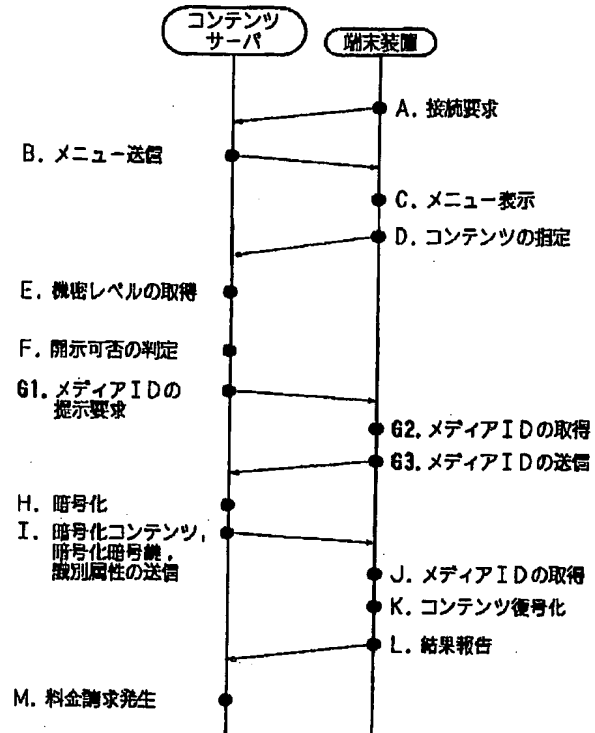 コンテンツ
サーバ
端末装置
A. 接続要求
B. メニュー送信
C. メニュー表示
D. コンテンツの指定
E. 機密レベルの取得
F. 開示可否の判定
G1. メディアIDの
提示要求
G2. メディアIDの取得
G3. メディアIDの送信
H. 暗号化
I. 暗号化コンテンツ,
暗号化暗号鍵,
識別属性の送信
J. メディアIDの取得
K. コンテンツ復号化
L. 結果報告
M. 料金請求発生